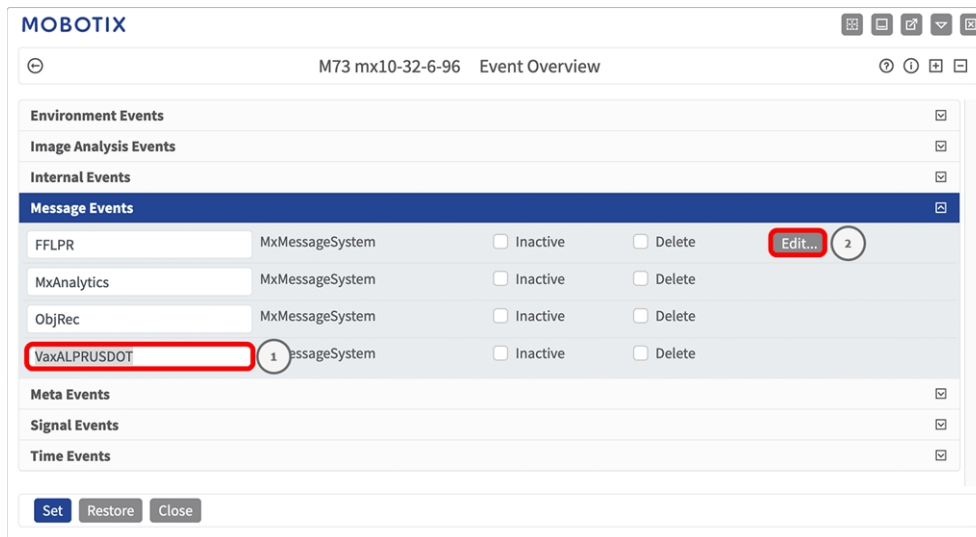 MOBOTIX
M73 mx10-32-6-96 Event Overview
Environment Events
Image Analysis Events
Internal Events
Message Events
FFLPR MxMessageSystem Inactive Delete Edit... 2
MxAnalytics MxMessageSystem Inactive Delete
ObjRec MxMessageSystem Inactive Delete
VaxALPRUSDOT 1 essageSystem Inactive Delete
Meta Events
Signal Events
Time Events
Set Restore Close